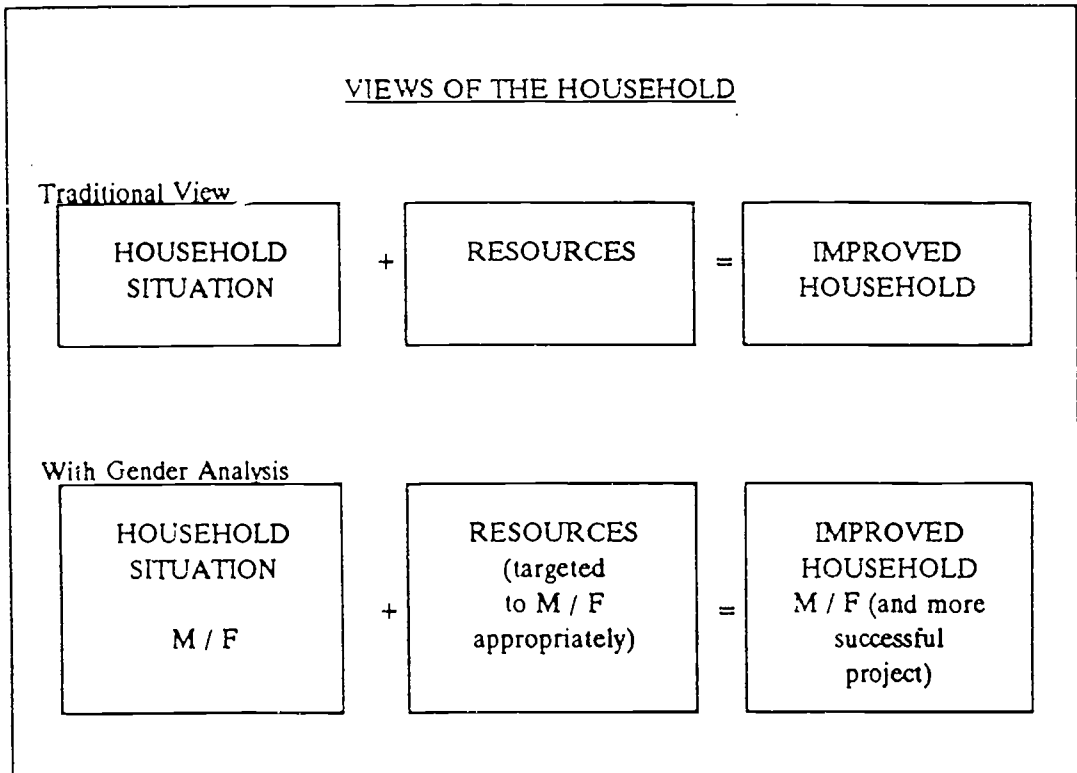 VIEWS OF THE HOUSEHOLD
Traditional View
HOUSEHOLD
SITUATION
+
RESOURCES
=
IMPROVED
HOUSEHOLD
With Gender Analysis
HOUSEHOLD
SITUATION
M / F
+
RESOURCES
(targeted
to M / F
appropriately)
=
IMPROVED
HOUSEHOLD
M / F (and more
successful
project)